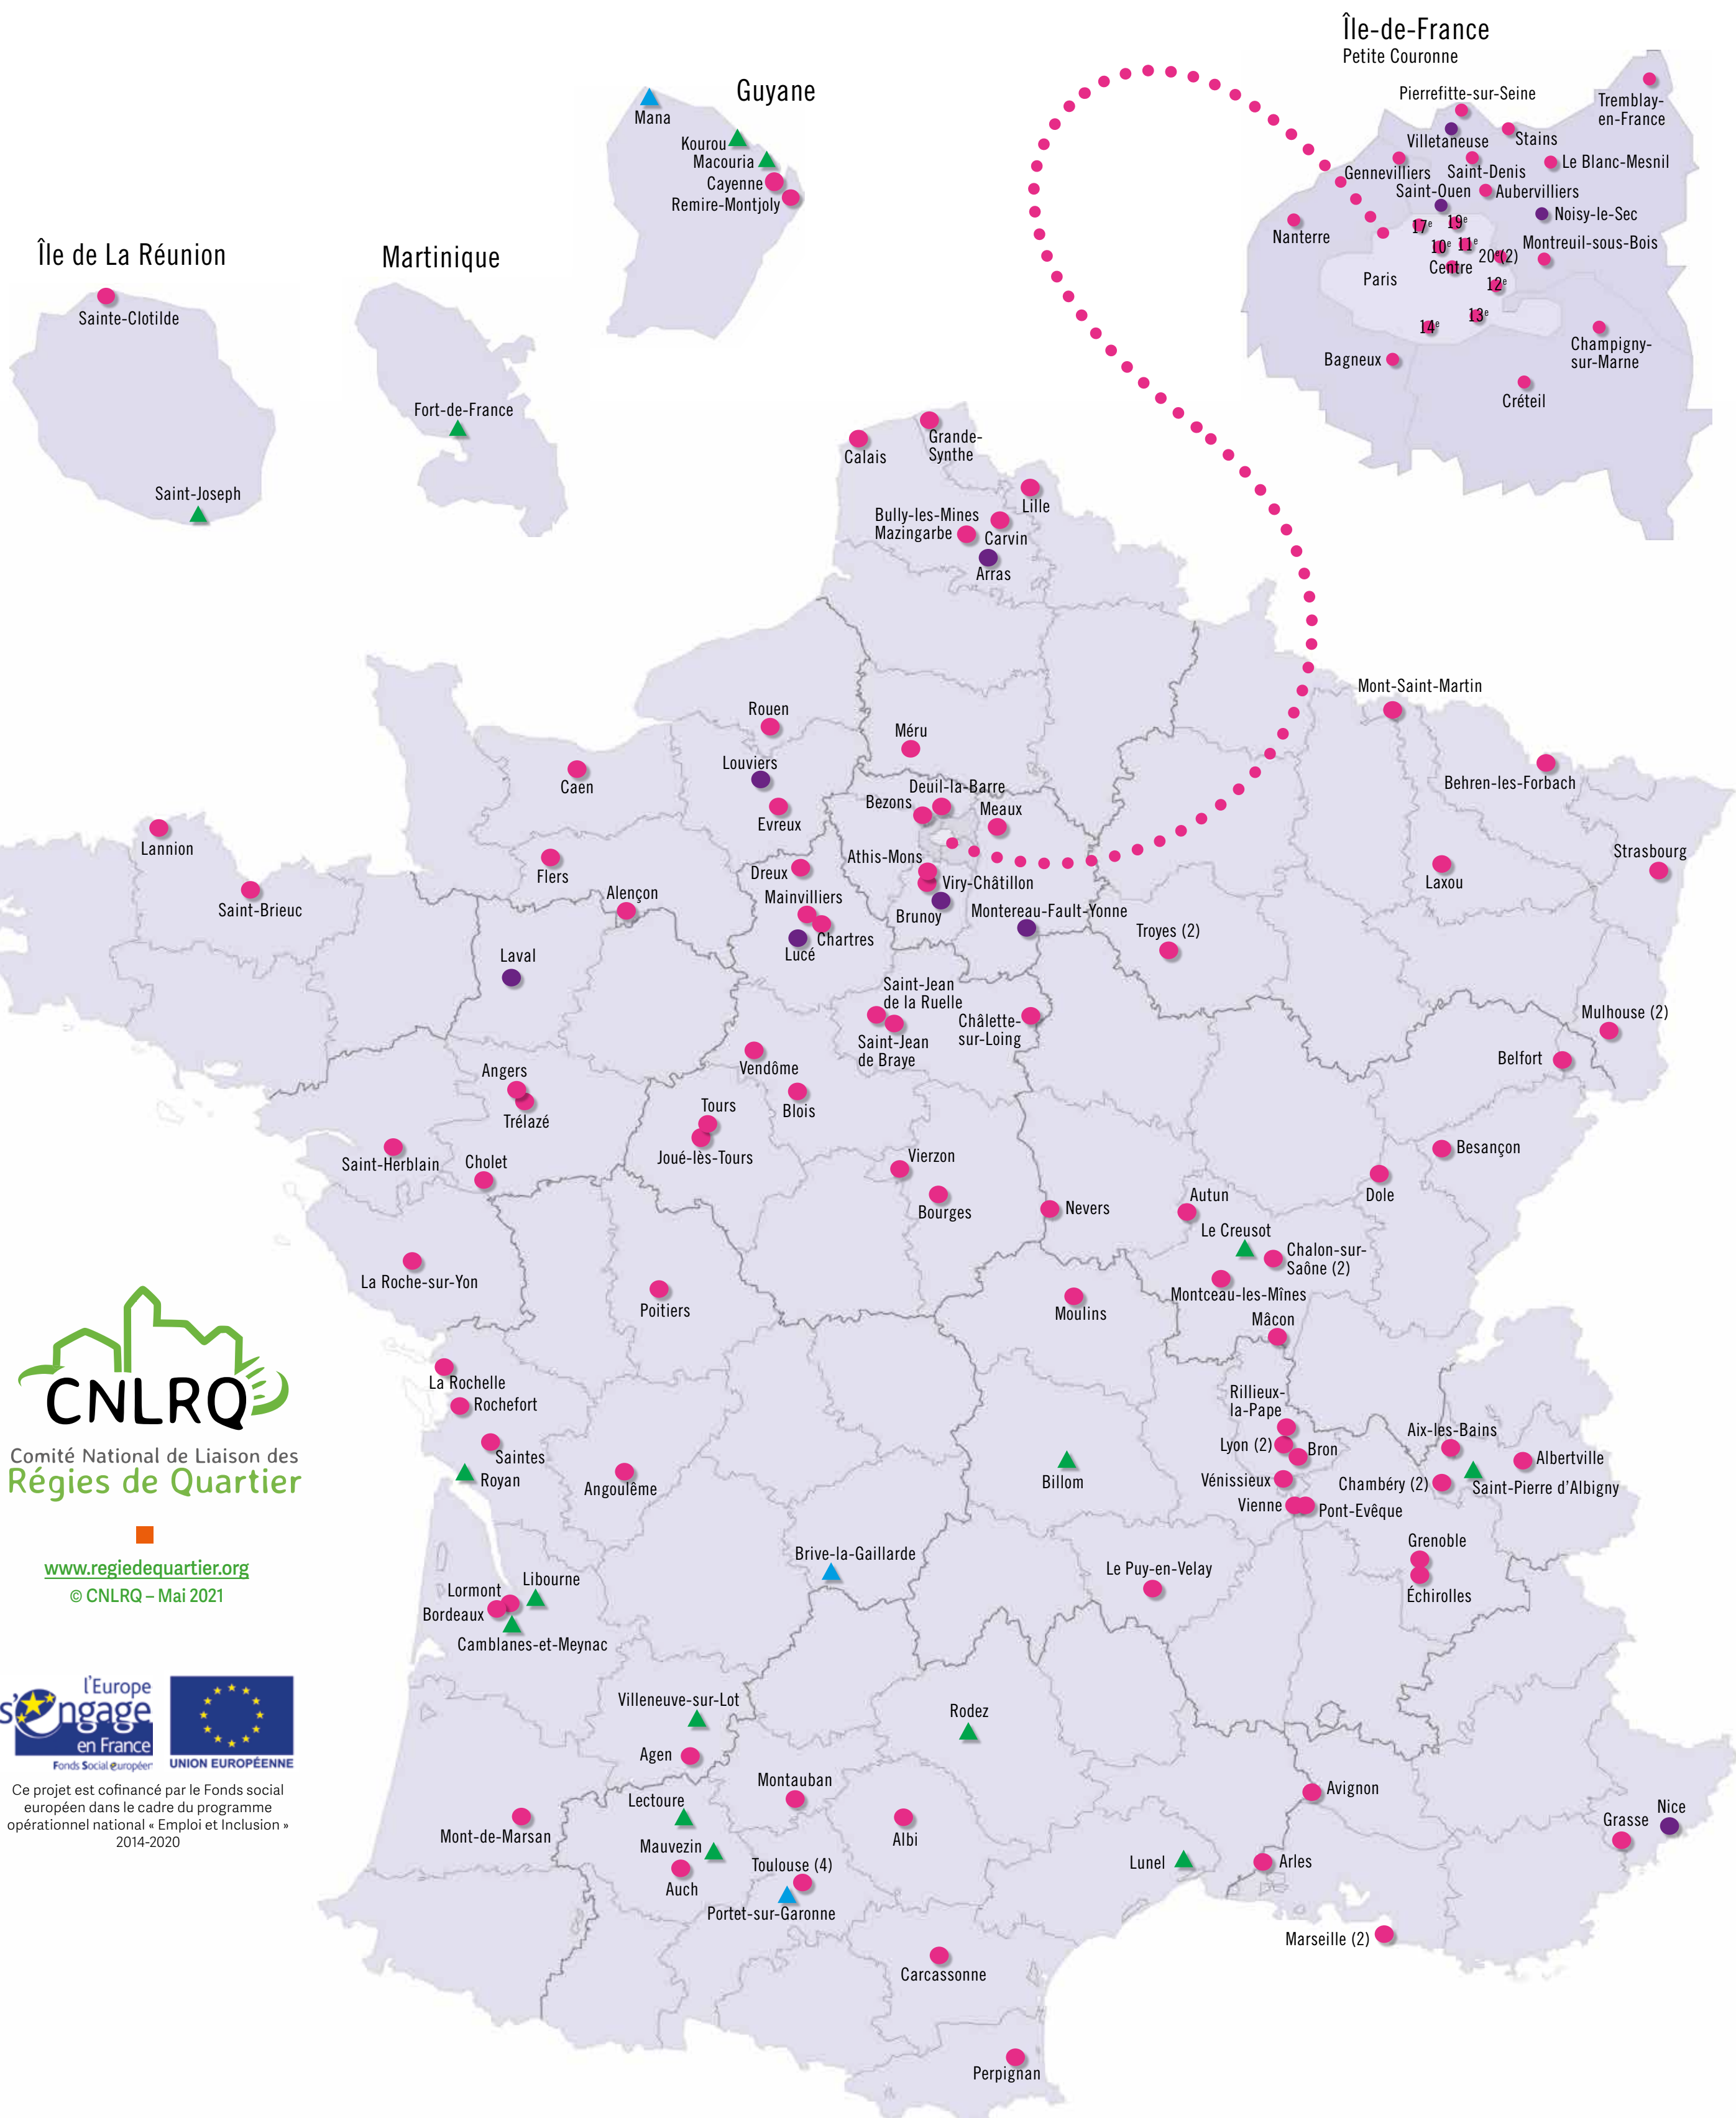 Île-de-France
Petite Couronne
Pierrefitte-sur-Seine
Tremblay-
en-France
Villetaneuse
Stains
Gennevilliers
Saint-Denis
Le Blanc-Mesnil
Saint-Ouen
Aubervilliers
Noisy-le-Sec
Nanterre
17e
19e
10e
11e
20e(2)
Montreuil-sous-Bois
Centre
Paris
12e
13e
14e
Bagneux
Champigny-
sur-Marne
Créteil
Guyane
Mana
Kourou
Macouria
Cayenne
Remire-Montjoly
Île de La Réunion
Sainte-Clotilde
Saint-Joseph
Martinique
Fort-de-France
Calais
Grande-
Synthe
Lille
Bully-les-Mines
Mazingarbe
Carvin
Arras
Mont-Saint-Martin
Rouen
Méru
Louviers
Caen
Behren-les-Forbach
Deuil-la-Barre
Bezons
Meaux
Evreux
Lannion
Athis-Mons
Strasbourg
Dreux
Flers
Laxou
Viry-Châtillon
Alençon
Mainvilliers
Saint-Brieuc
Brunoy
Montereau-Fault-Yonne
Chartres
Troyes (2)
Lucé
Laval
Saint-Jean
de la Ruelle
Châlette-
sur-Loing
Mulhouse (2)
Saint-Jean
de Braye
Belfort
Vendôme
Angers
Blois
Tours
Trélazé
Joué-lès-Tours
Besançon
Saint-Herblain
Cholet
Vierzon
Dole
Bourges
Nevers
Autun
Le Creusot
Chalon-sur-
Saône (2)
La Roche-sur-Yon
Montceau-les-Mînes
Poitiers
Moulins
Mâcon
La Rochelle
Rochefort
Rillieux-
la-Pape
Aix-les-Bains
Lyon (2)
Bron
Albertville
Saintes
Royan
Angoulême
Billom
Vénissieux
Chambéry (2)
Saint-Pierre d'Albigny
Vienne
Pont-Evêque
Grenoble
Brive-la-Gaillarde
Le Puy-en-Velay
Échirolles
Libourne
Lormont
Bordeaux
Camblanes-et-Meynac
Villeneuve-sur-Lot
Rodez
Agen
Montauban
Avignon
Lectoure
Nice
Grasse
Mont-de-Marsan
Albi
Mauvezin
Toulouse (4)
Lunel
Arles
Auch
Portet-sur-Garonne
Marseille (2)
Carcassonne
Perpignan
CNLRQ
Comité National de Liaison des
Régies de Quartier
www.regiedequartier.org
© CNLRQ – Mai 2021
l'Europe
s'engage
en France
Fonds Social européen
UNION EUROPÉENNE
Ce projet est cofinancé par le Fonds social
européen dans le cadre du programme
opérationnel national « Emploi et Inclusion »
2014-2020